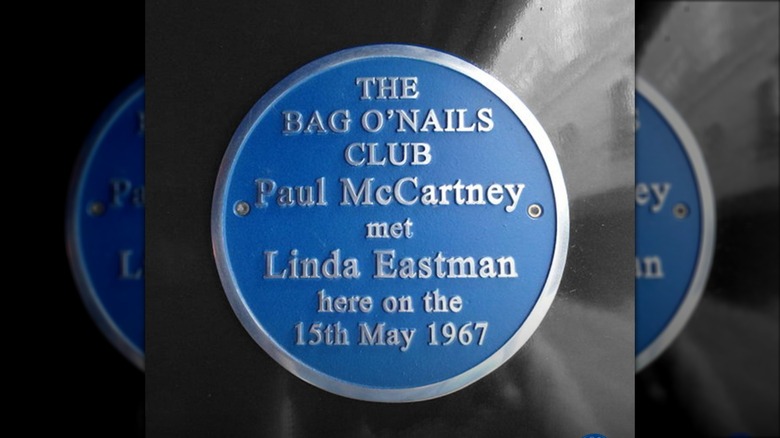 THE
BAG O'NAILS
CLUB
Paul McCartney
met
Linda Eastman
here on the
15th May 1967